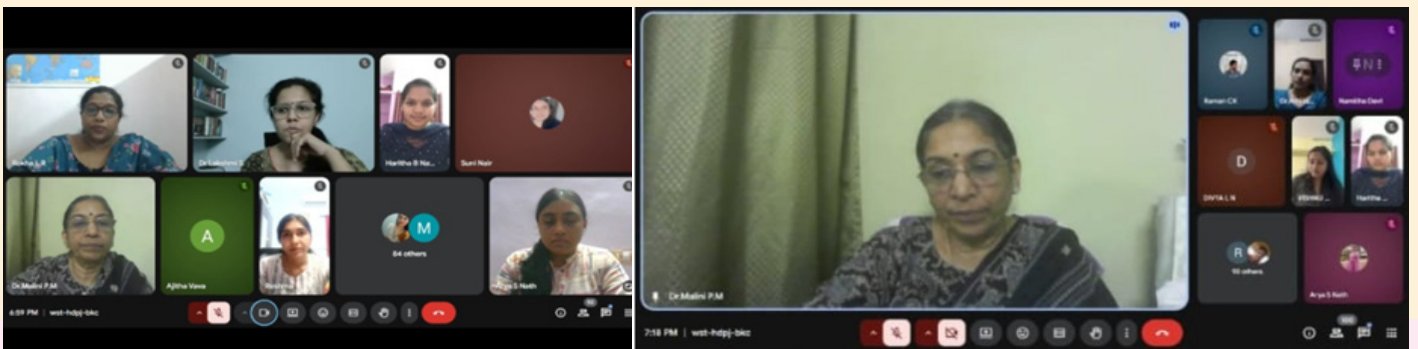 Dr.Lakshmi S
Haritha B Na...
Suni Nair
Dr.Malini P.M
A
Ajitha Vava
M
84 others
Arya S Nath
6:59 PM | wst-hdpj-bkc
Dr.Malini P.M
7:18 PM | wst-hdpj-bkc
Raman CK
Namitha Devi
D
DIVYA L N
Haritha ...
R
90 others
Arya S Nath
100